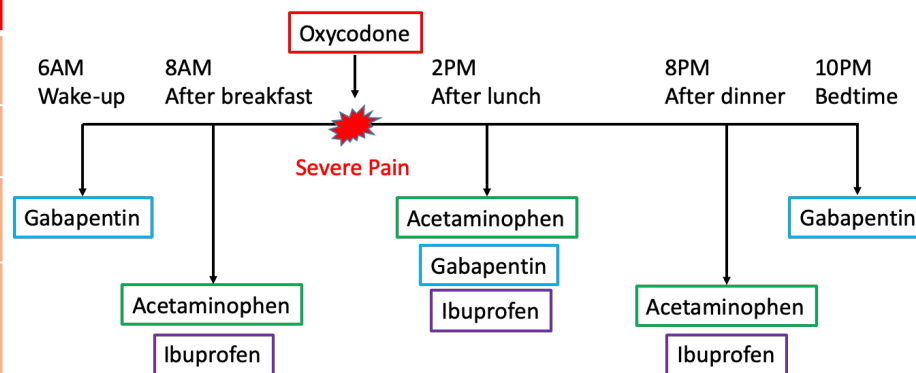 Oxycodone
6AM
Wake-up
8AM
After breakfast
2PM
After lunch
8PM
After dinner
10PM
Bedtime
Severe Pain
Gabapentin
Acetaminophen
Ibuprofen
Acetaminophen
Gabapentin
Ibuprofen
Acetaminophen
Ibuprofen
Gabapentin